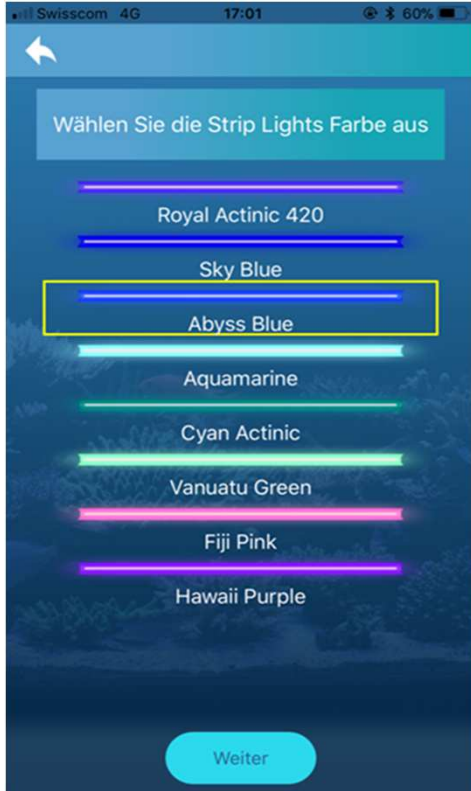 Swisscom 4G 17:01 60%
Wählen Sie die Strip Lights Farbe aus
Royal Actinic 420
Sky Blue
Abyss Blue
Aquamarine
Cyan Actinic
Vanuatu Green
Fiji Pink
Hawaii Purple
Weiter